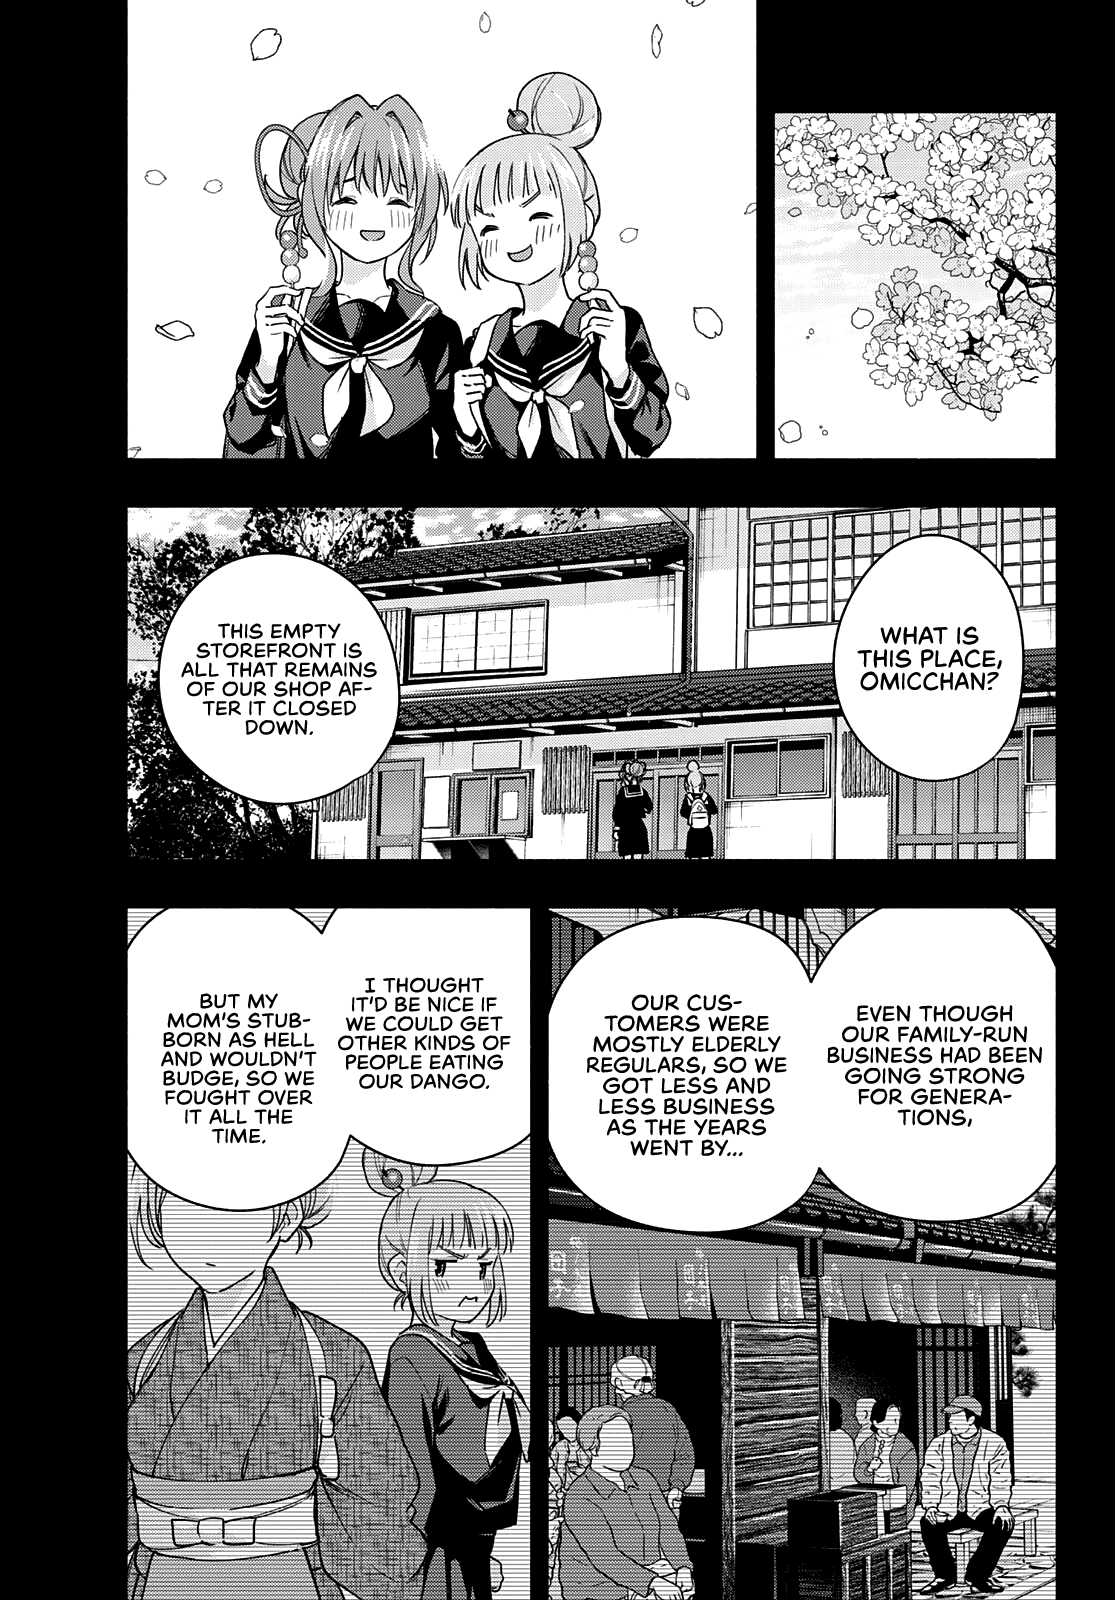 WHAT IS
THIS PLACE,
OMICCHAN?
THIS EMPTY
STOREFRONT IS
ALL THAT REMAINS
OF OUR SHOP AF-
TER IT CLOSED
DOWN.
EVEN THOUGH
OUR FAMILY-RUN
BUSINESS HAD BEEN
GOING STRONG
FOR GENERA-
TIONS,
OUR CUS-
TOMERS WERE
MOSTLY ELDERLY
REGULARS, SO WE
GOT LESS AND
LESS BUSINESS
AS THE YEARS
WENT BY...
I THOUGHT
IT'D BE NICE IF
WE COULD GET
OTHER KINDS OF
PEOPLE EATING
OUR DANGO.
BUT MY
MOM'S STUB-
BORN AS HELL
AND WOULDN'T
BUDGE, SO WE
FOUGHT OVER
IT ALL THE
TIME.